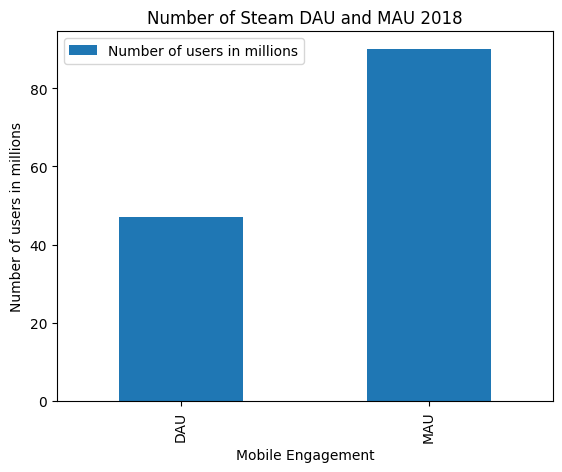 Number of Steam DAU and MAU 2018
Number of users in millions
Number of users in millions
80
60
40
20
0
DAU
MAU
Mobile Engagement